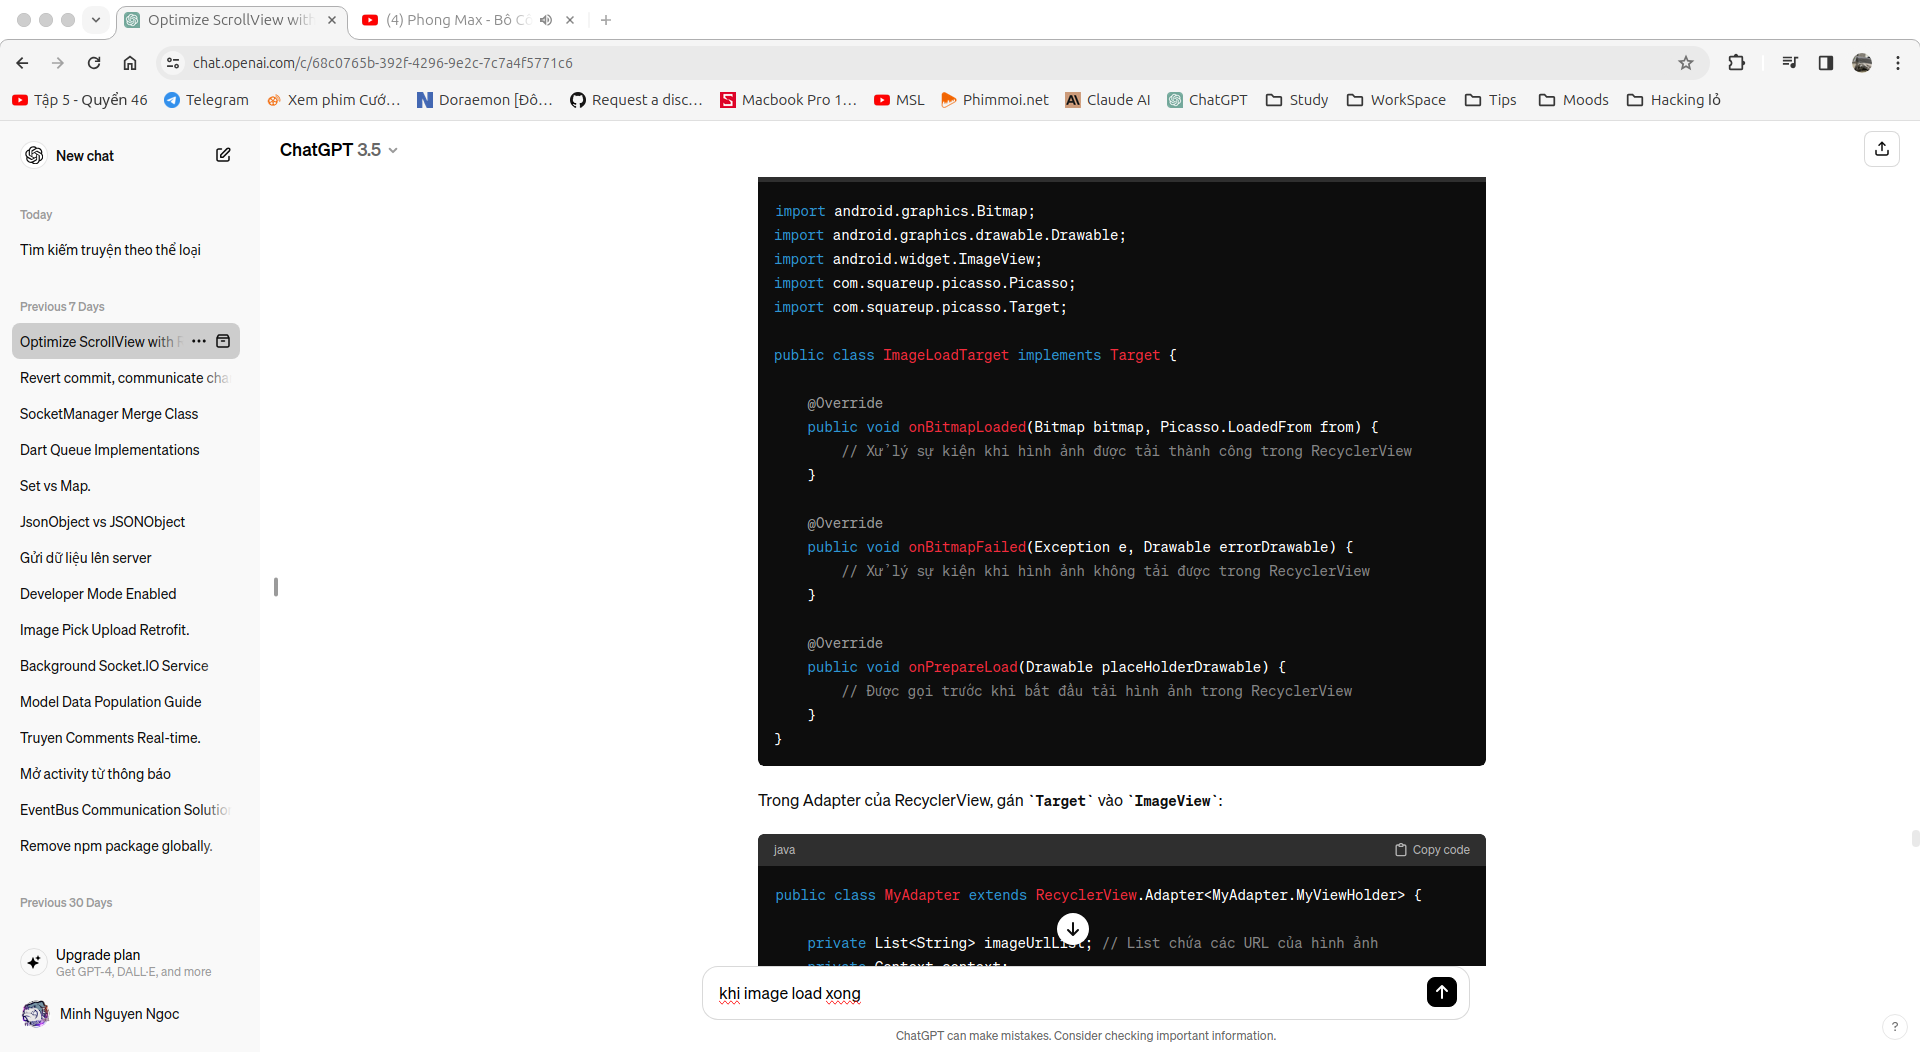 Optimize ScrollView with
(4) Phong Max - Bô C
chat.openai.com/c/68c0765b-392f-4296-9e2c-7c7a4f5771c6
Tập 5 - Quyển 46
Telegram
Xem phim Cướ...
Doraemon [Đô...
Request a disc...
Macbook Pro 1...
MSL
Phimmoi.net
Claude AI
ChatGPT
Study
WorkSpace
Tips
Moods
Hacking lỏ
New chat
ChatGPT 3.5
Today
Tìm kiếm truyện theo thể loại
Previous 7 Days
Optimize ScrollView with
Revert commit, communicate cha
SocketManager Merge Class
Dart Queue Implementations
Set vs Map.
JsonObject vs JSONObject
Gửi dữ liệu lên server
Developer Mode Enabled
Image Pick Upload Retrofit.
Background Socket.IO Service
Model Data Population Guide
Truyen Comments Real-time.
Mở activity từ thông báo
EventBus Communication Solutio
Remove npm package globally.
Previous 30 Days
Upgrade plan
Get GPT-4, DALL·E, and more
Minh Nguyen Ngoc
import android.graphics.Bitmap;
import android.graphics.drawable.Drawable;
import android.widget.ImageView;
import com.squareup.picasso.Picasso;
import com.squareup.picasso.Target;
public class ImageLoadTarget implements Target {
@Override
public void onBitmapLoaded(Bitmap bitmap, Picasso.LoadedFrom from) {
// Xử lý sự kiện khi hình ảnh được tải thành công trong RecyclerView
}
@Override
public void onBitmapFailed(Exception e, Drawable errorDrawable) {
// Xử lý sự kiện khi hình ảnh không tải được trong RecyclerView
}
@Override
public void onPrepareLoad(Drawable placeHolderDrawable) {
// Được gọi trước khi bắt đầu tải hình ảnh trong RecyclerView
}
}
Trong Adapter của RecyclerView, gán `Target` vào `ImageView`:
java
Copy code
public class MyAdapter extends RecyclerView.Adapter<MyAdapter.MyViewHolder> {
private List<String> imageUrlList; // List chứa các URL của hình ảnh
private Context context;
khi image load xong
ChatGPT can make mistakes. Consider checking important information.
?